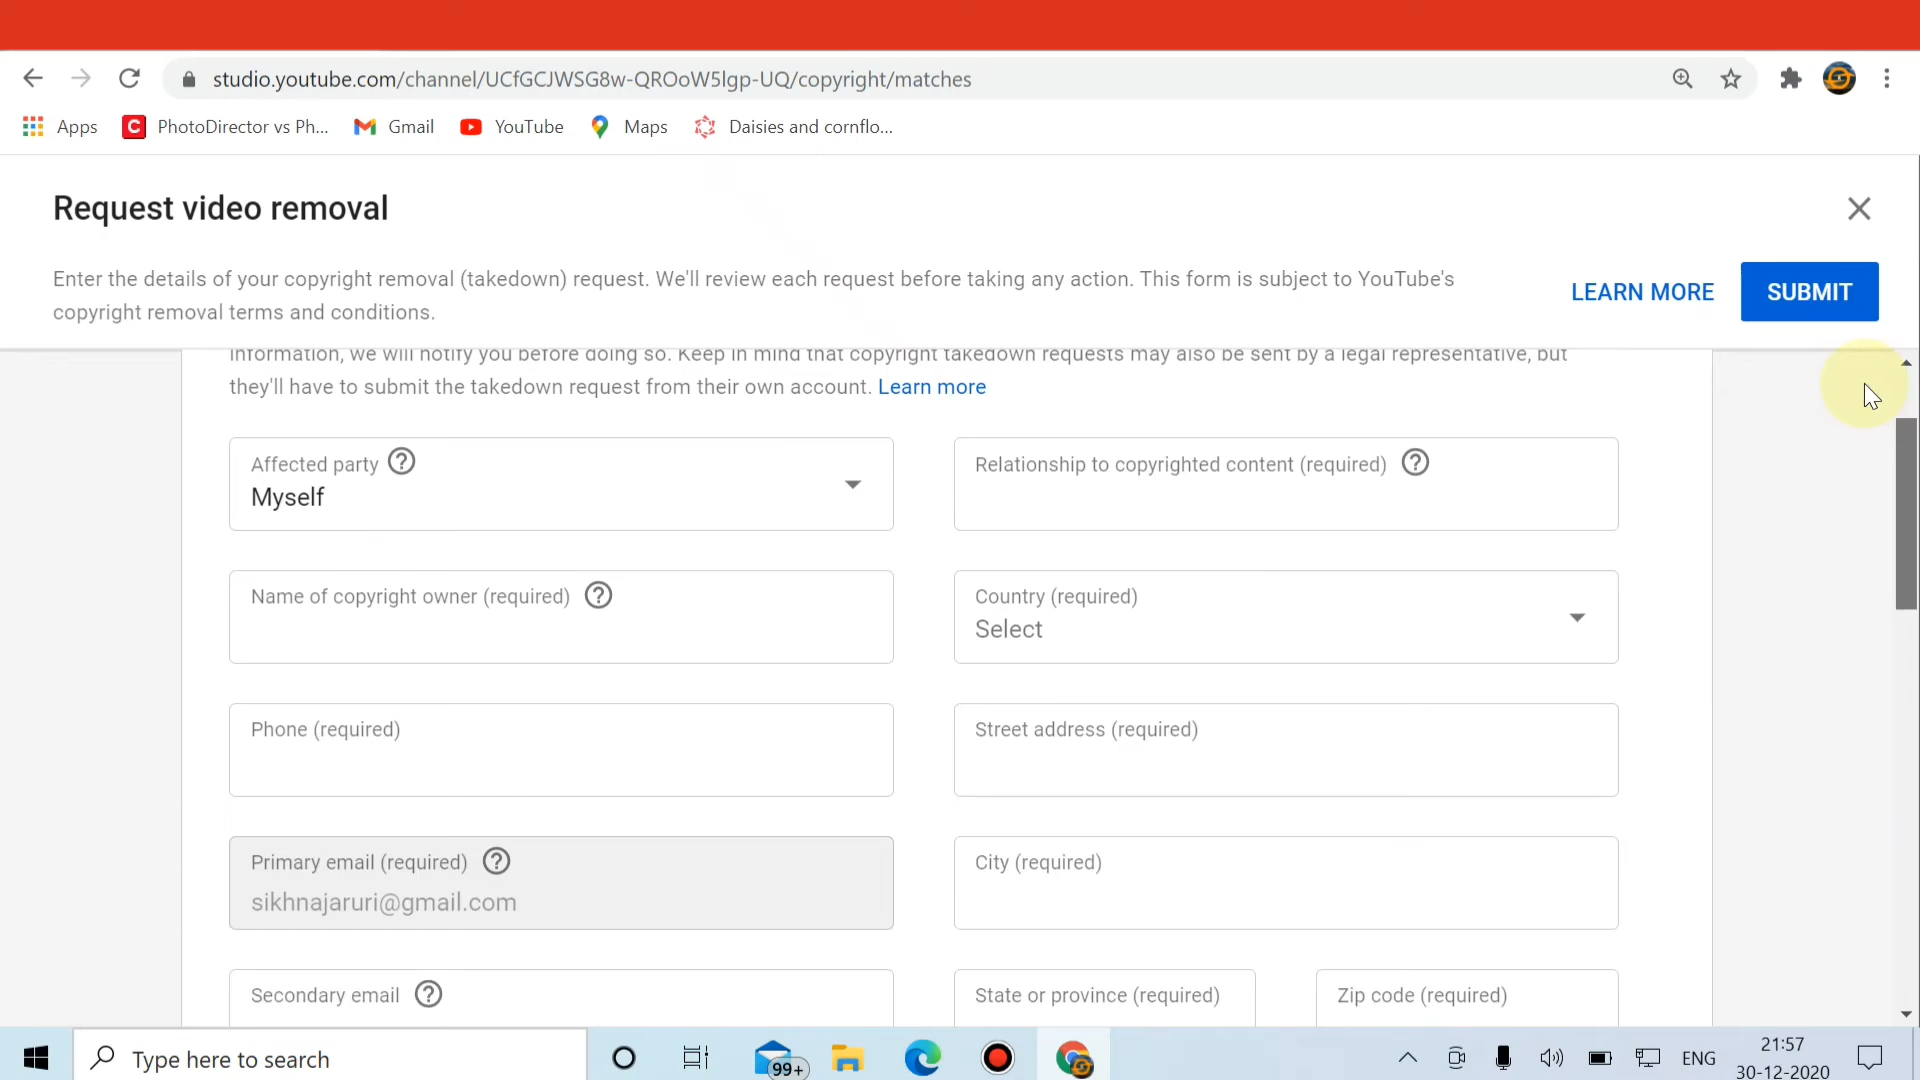 studio.youtube.com/channel/UCfGCJWSG8w-QROoW5lgp-UQ/copyright/matches
Apps PhotoDirector vs Ph... Gmail YouTube Maps Daisies and cornflo...
Request video removal
Enter the details of your copyright removal (takedown) request. We'll review each request before taking any action. This form is subject to YouTube's
copyright removal terms and conditions.
LEARN MORE SUBMIT
information, we will notify you before doing so. Keep in mind that copyright takedown requests may also be sent by a legal representative, but
they'll have to submit the takedown request from their own account. Learn more
Affected party
Myself
Relationship to copyrighted content (required)
Name of copyright owner (required)
Country (required)
Select
Phone (required)
Street address (required)
Primary email (required)
sikhnajaruri@gmail.com
City (required)
Secondary email
State or province (required)
Zip code (required)
Type here to search
99+
ENG
21:57
30-12-2020